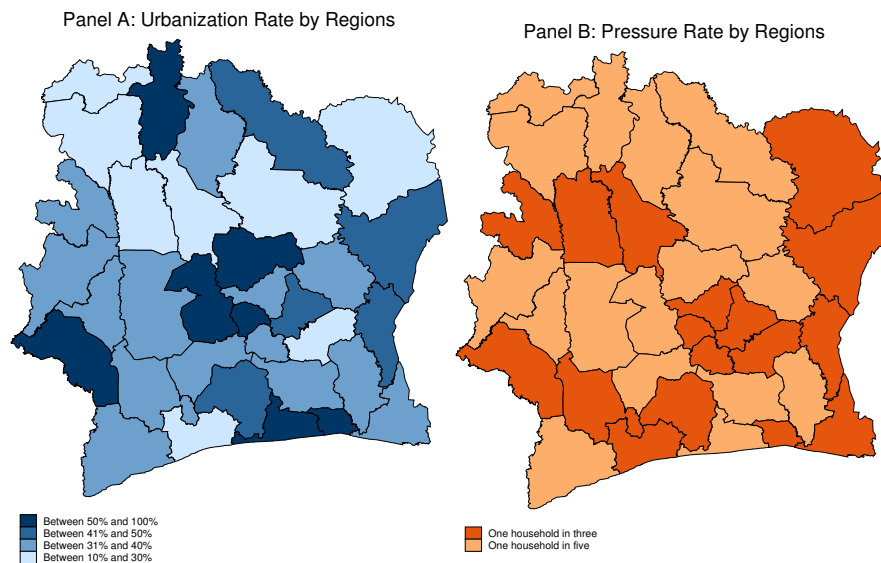 Panel A: Urbanization Rate by Regions
Between 50% and 100%
Between 41% and 50%
Between 31% and 40%
Between 10% and 30%
Panel B: Pressure Rate by Regions
One household in three
One household in five